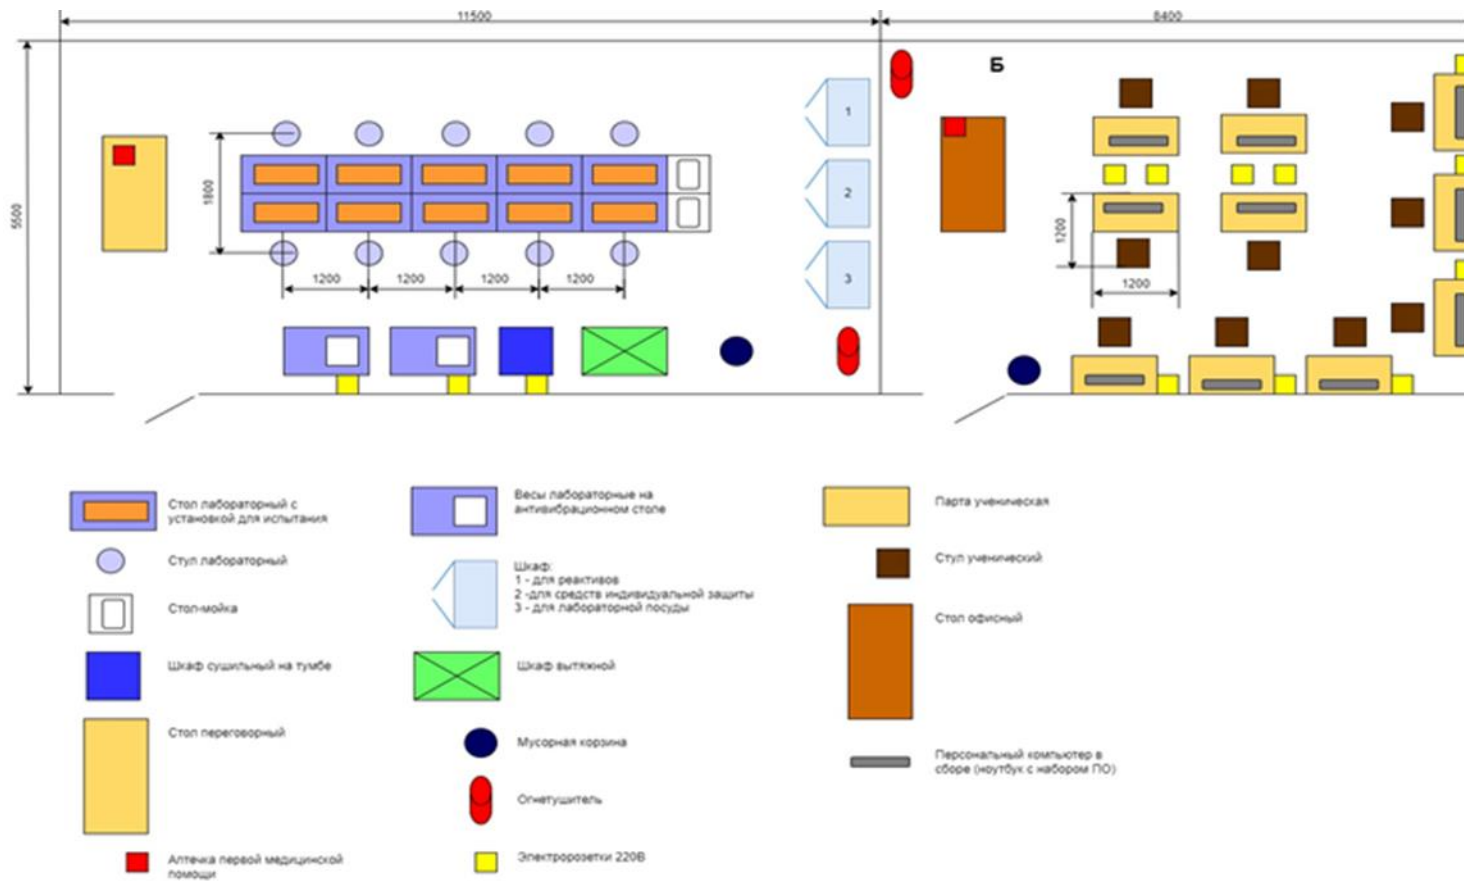 11500
8400
Б
5500
1800
1
2
3
1200
1200
1200
1200
1200
1200
Стол лабораторный с
установкой для испытания
Стул лабораторный
Стол-мойка
Шкаф сушильный на тумбе
Стол переговорный
Аптечка первой медицинской
помощи
Весы лабораторные на
антивибрационном столе
Шкаф:
1 - для реактивов
2 -для средств индивидуальной защиты
3 - для лабораторной посуды
Шкаф вытяжной
Мусорная корзина
Огнетушитель
Электророзетки 220В
Парта ученическая
Стул ученический
Стол офисный
Персональный компьютер в
сборе (ноутбук с набором ПО)